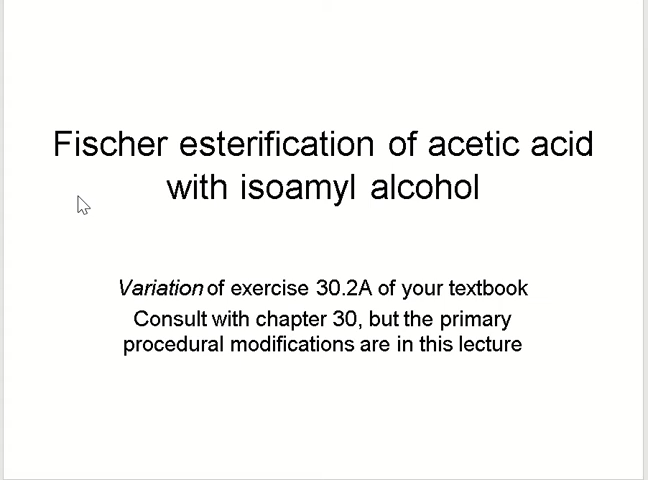 Fischer esterification of acetic acid
with isoamyl alcohol
Variation of exercise 30.2A of your textbook
Consult with chapter 30, but the primary
procedural modifications are in this lecture